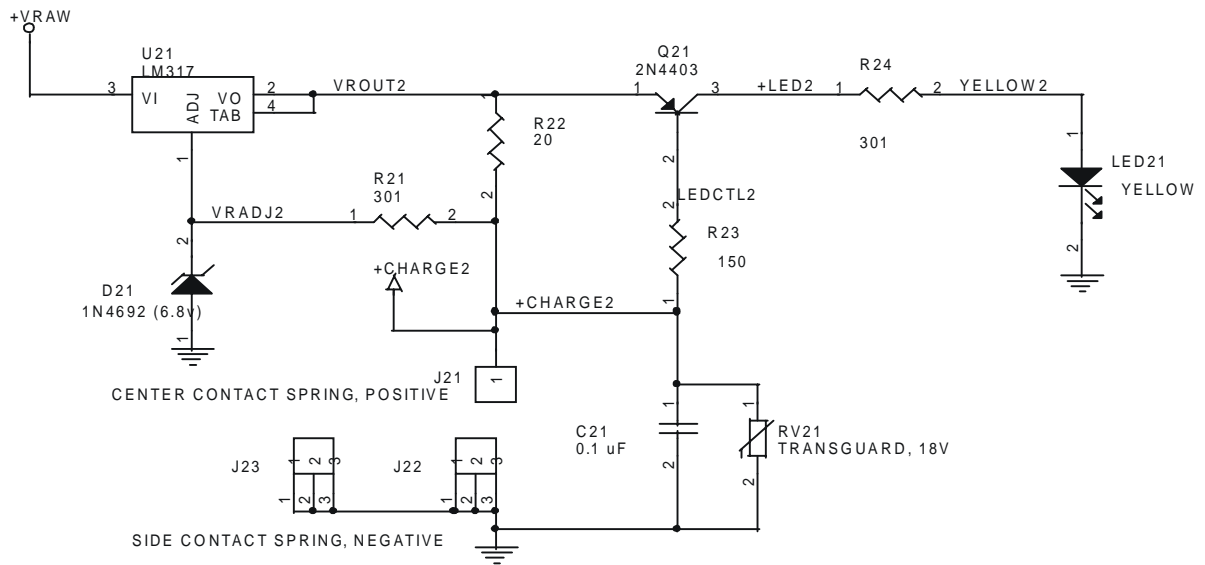 +VRAW
U21
LM317
3
VI
ADJ
VO
TAB
2
4
1
VROUT2
1
R22
20
2
Q21
2N4403
1
3
2
+LED2
R24
1
2
301
YELLOW2
1
LED21
YELLOW
2
VRADJ2
R21
301
1
2
LEDCTL2
2
R23
150
1
2
D21
1N4692 (6.8v)
1
+CHARGE2
+CHARGE2
J21
1
CENTER CONTACT SPRING, POSITIVE
C21
0.1 uF
1
2
1
RV21
TRANSGUARD, 18V
2
J23
1
2
3
1
2
3
J22
1
2
3
1
2
3
SIDE CONTACT SPRING, NEGATIVE